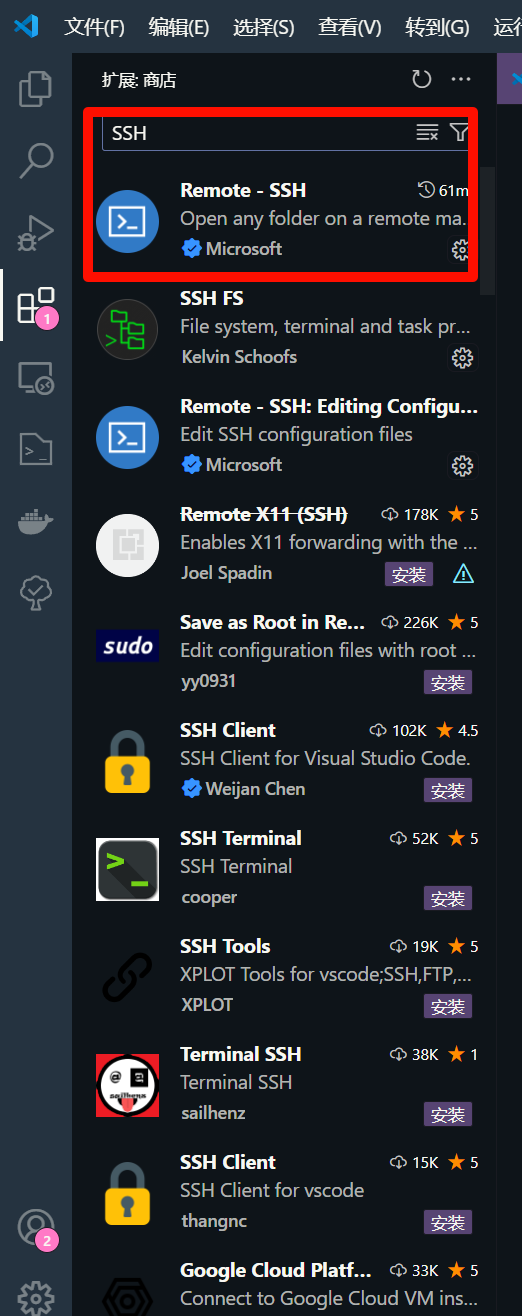 文件(F) 编辑(E) 选择(S) 查看(V) 转到(G) 运行
扩展: 商店
SSH
Remote - SSH 61m
Open any folder on a remote ma...
Microsoft
SSH FS
File system, terminal and task pr...
Kelvin Schoofs
1
Remote - SSH: Editing Configu...
Edit SSH configuration files
Microsoft
Remote X11 (SSH) 178K 5
Enables X11 forwarding with the ...
Joel Spadin 安装
sudo
Save as Root in Re... 226K 5
Edit configuration files with root ...
yy0931 安装
SSH Client 102K 4.5
SSH Client for Visual Studio Code.
Weijan Chen 安装
SSH Terminal 52K 5
SSH Terminal
cooper 安装
SSH Tools 19K 5
XPLOT Tools for vscode;SSH,FTP,...
XPLOT 安装
Terminal SSH 38K 1
Terminal SSH
sailhenz
sailhenz 安装
SSH Client 15K 5
SSH Client for vscode
thangnc 安装
2
Google Cloud Platf... 33K 5
Connect to Google Cloud VM ins...